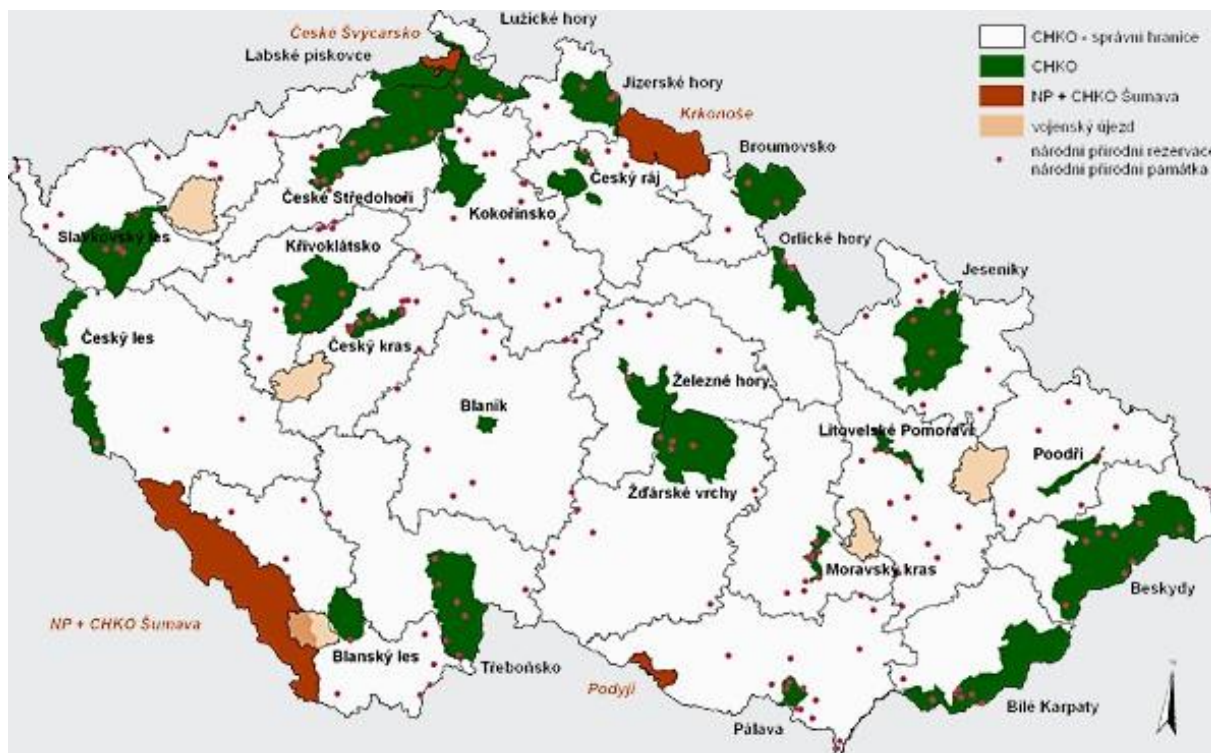 Lužické hory
České Švýcarsko
Labské pískovce
Jizerské hory
Krkonoše
Broumovsko
České Středohoří
Kokořínsko
Český ráj
Slavkovský les
Křivoklátsko
Orlické hory
Jeseníky
Český les
Český kras
Blaník
Železné hory
Litovelské Pomoraví
Poodří
Žďárské vrchy
Moravský kras
Beskydy
NP + CHKO Šumava
Blanský les
Třeboňsko
Podyjí
Pálava
Bílé Karpaty
CHKO - správní hranice
CHKO
NP + CHKO Šumava
vojenský újezd
národní přírodní rezervace
národní přírodní památka